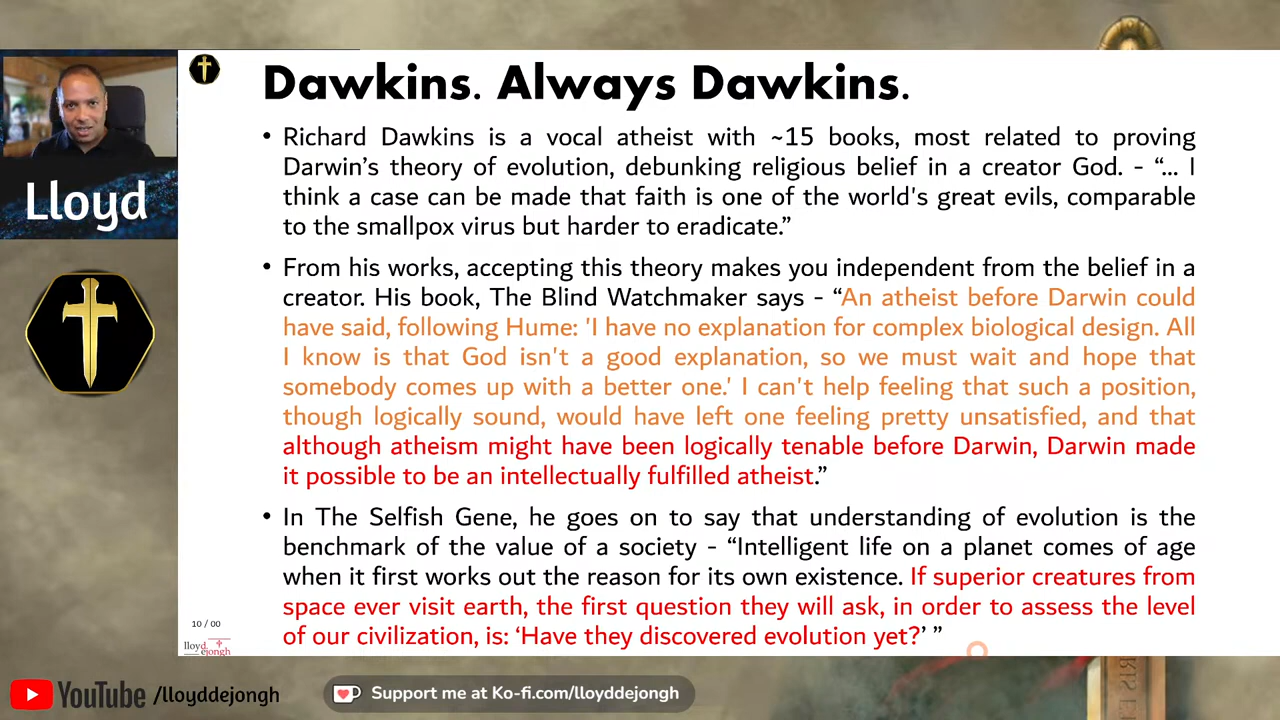 Dawkins. Always Dawkins.
• Richard Dawkins is a vocal atheist with ~15 books, most related to proving
Darwin's theory of evolution, debunking religious belief in a creator God. - “... I
think a case can be made that faith is one of the world's great evils, comparable
to the smallpox virus but harder to eradicate.”
• From his works, accepting this theory makes you independent from the belief in a
creator. His book, The Blind Watchmaker says - “An atheist before Darwin could
have said, following Hume: 'I have no explanation for complex biological design. All
I know is that God isn't a good explanation, so we must wait and hope that
somebody comes up with a better one.' I can't help feeling that such a position,
though logically sound, would have left one feeling pretty unsatisfied, and that
although atheism might have been logically tenable before Darwin, Darwin made
it possible to be an intellectually fulfilled atheist.”
• In The Selfish Gene, he goes on to say that understanding of evolution is the
benchmark of the value of a society - “Intelligent life on a planet comes of age
when it first works out the reason for its own existence. If superior creatures from
space ever visit earth, the first question they will ask, in order to assess the level
of our civilization, is: ‘Have they discovered evolution yet?’ ”
Lloyd
10 / 00
lloyd
dejongh
YouTube /lloyddejongh
Support me at Ko-fi.com/lloyddejongh